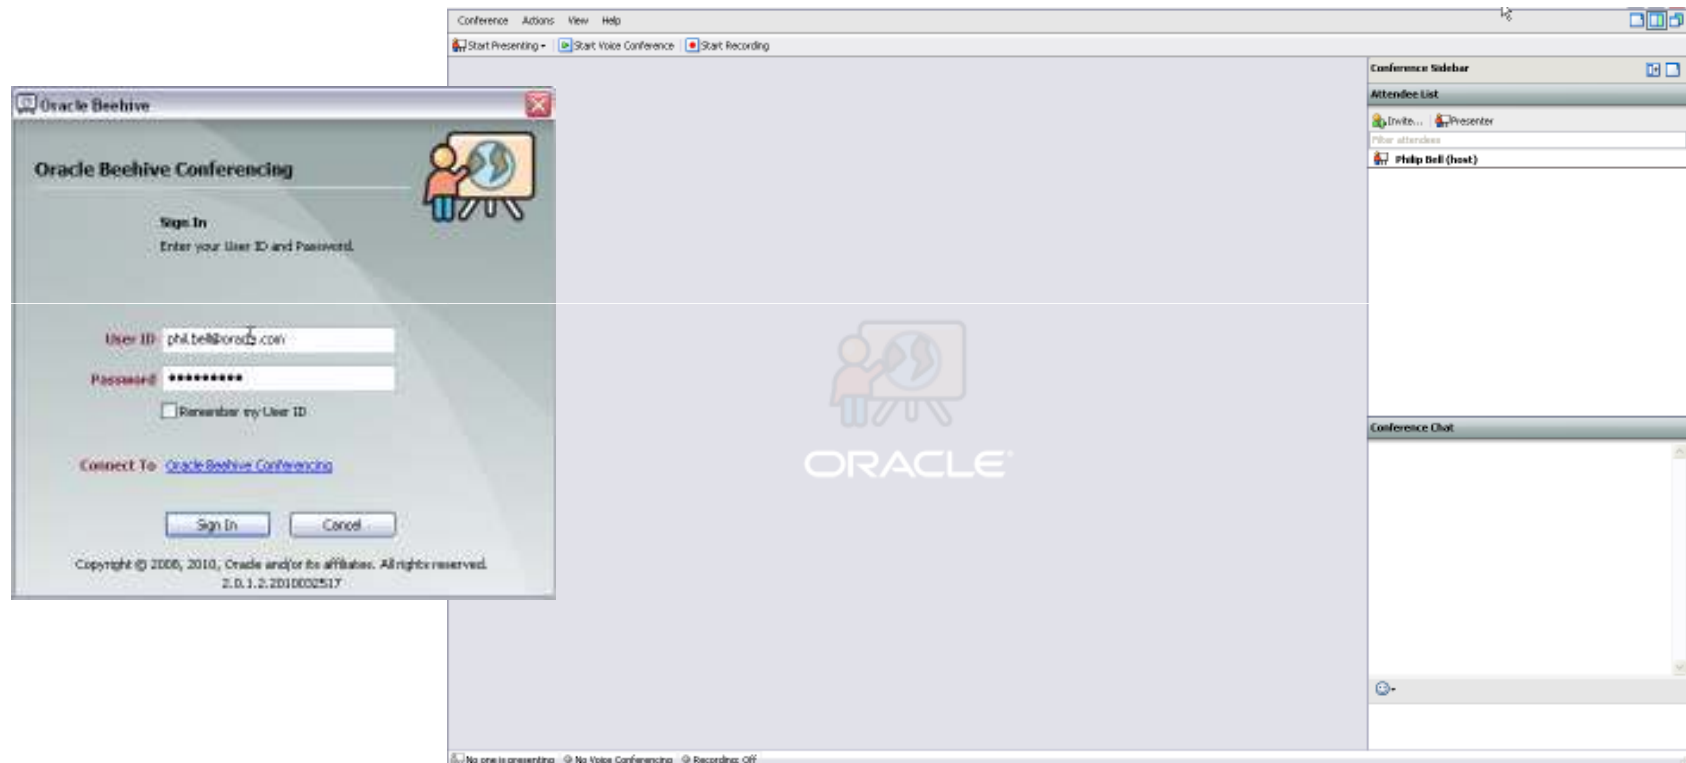 Conference Actions View Help
Start Presenting Start Voice Conference Start Recording
Oracle Beehive
Oracle Beehive Conferencing
Sign In
Enter your User ID and Password.
User ID phil.bell@oracle.com
Password •••••••••
Remember my User ID
Connect To Oracle Beehive Conferencing
Sign In Cancel
Copyright © 2008, 2010, Oracle and/or its affiliates. All rights reserved.
2.0.1.2.2010032517
ORACLE
Conference Sidebar
Attendee List
Invite... Presenter
Filter attendees
Philip Bell (host)
Conference Chat
No one is presenting No Voice Conferencing Recording: Off